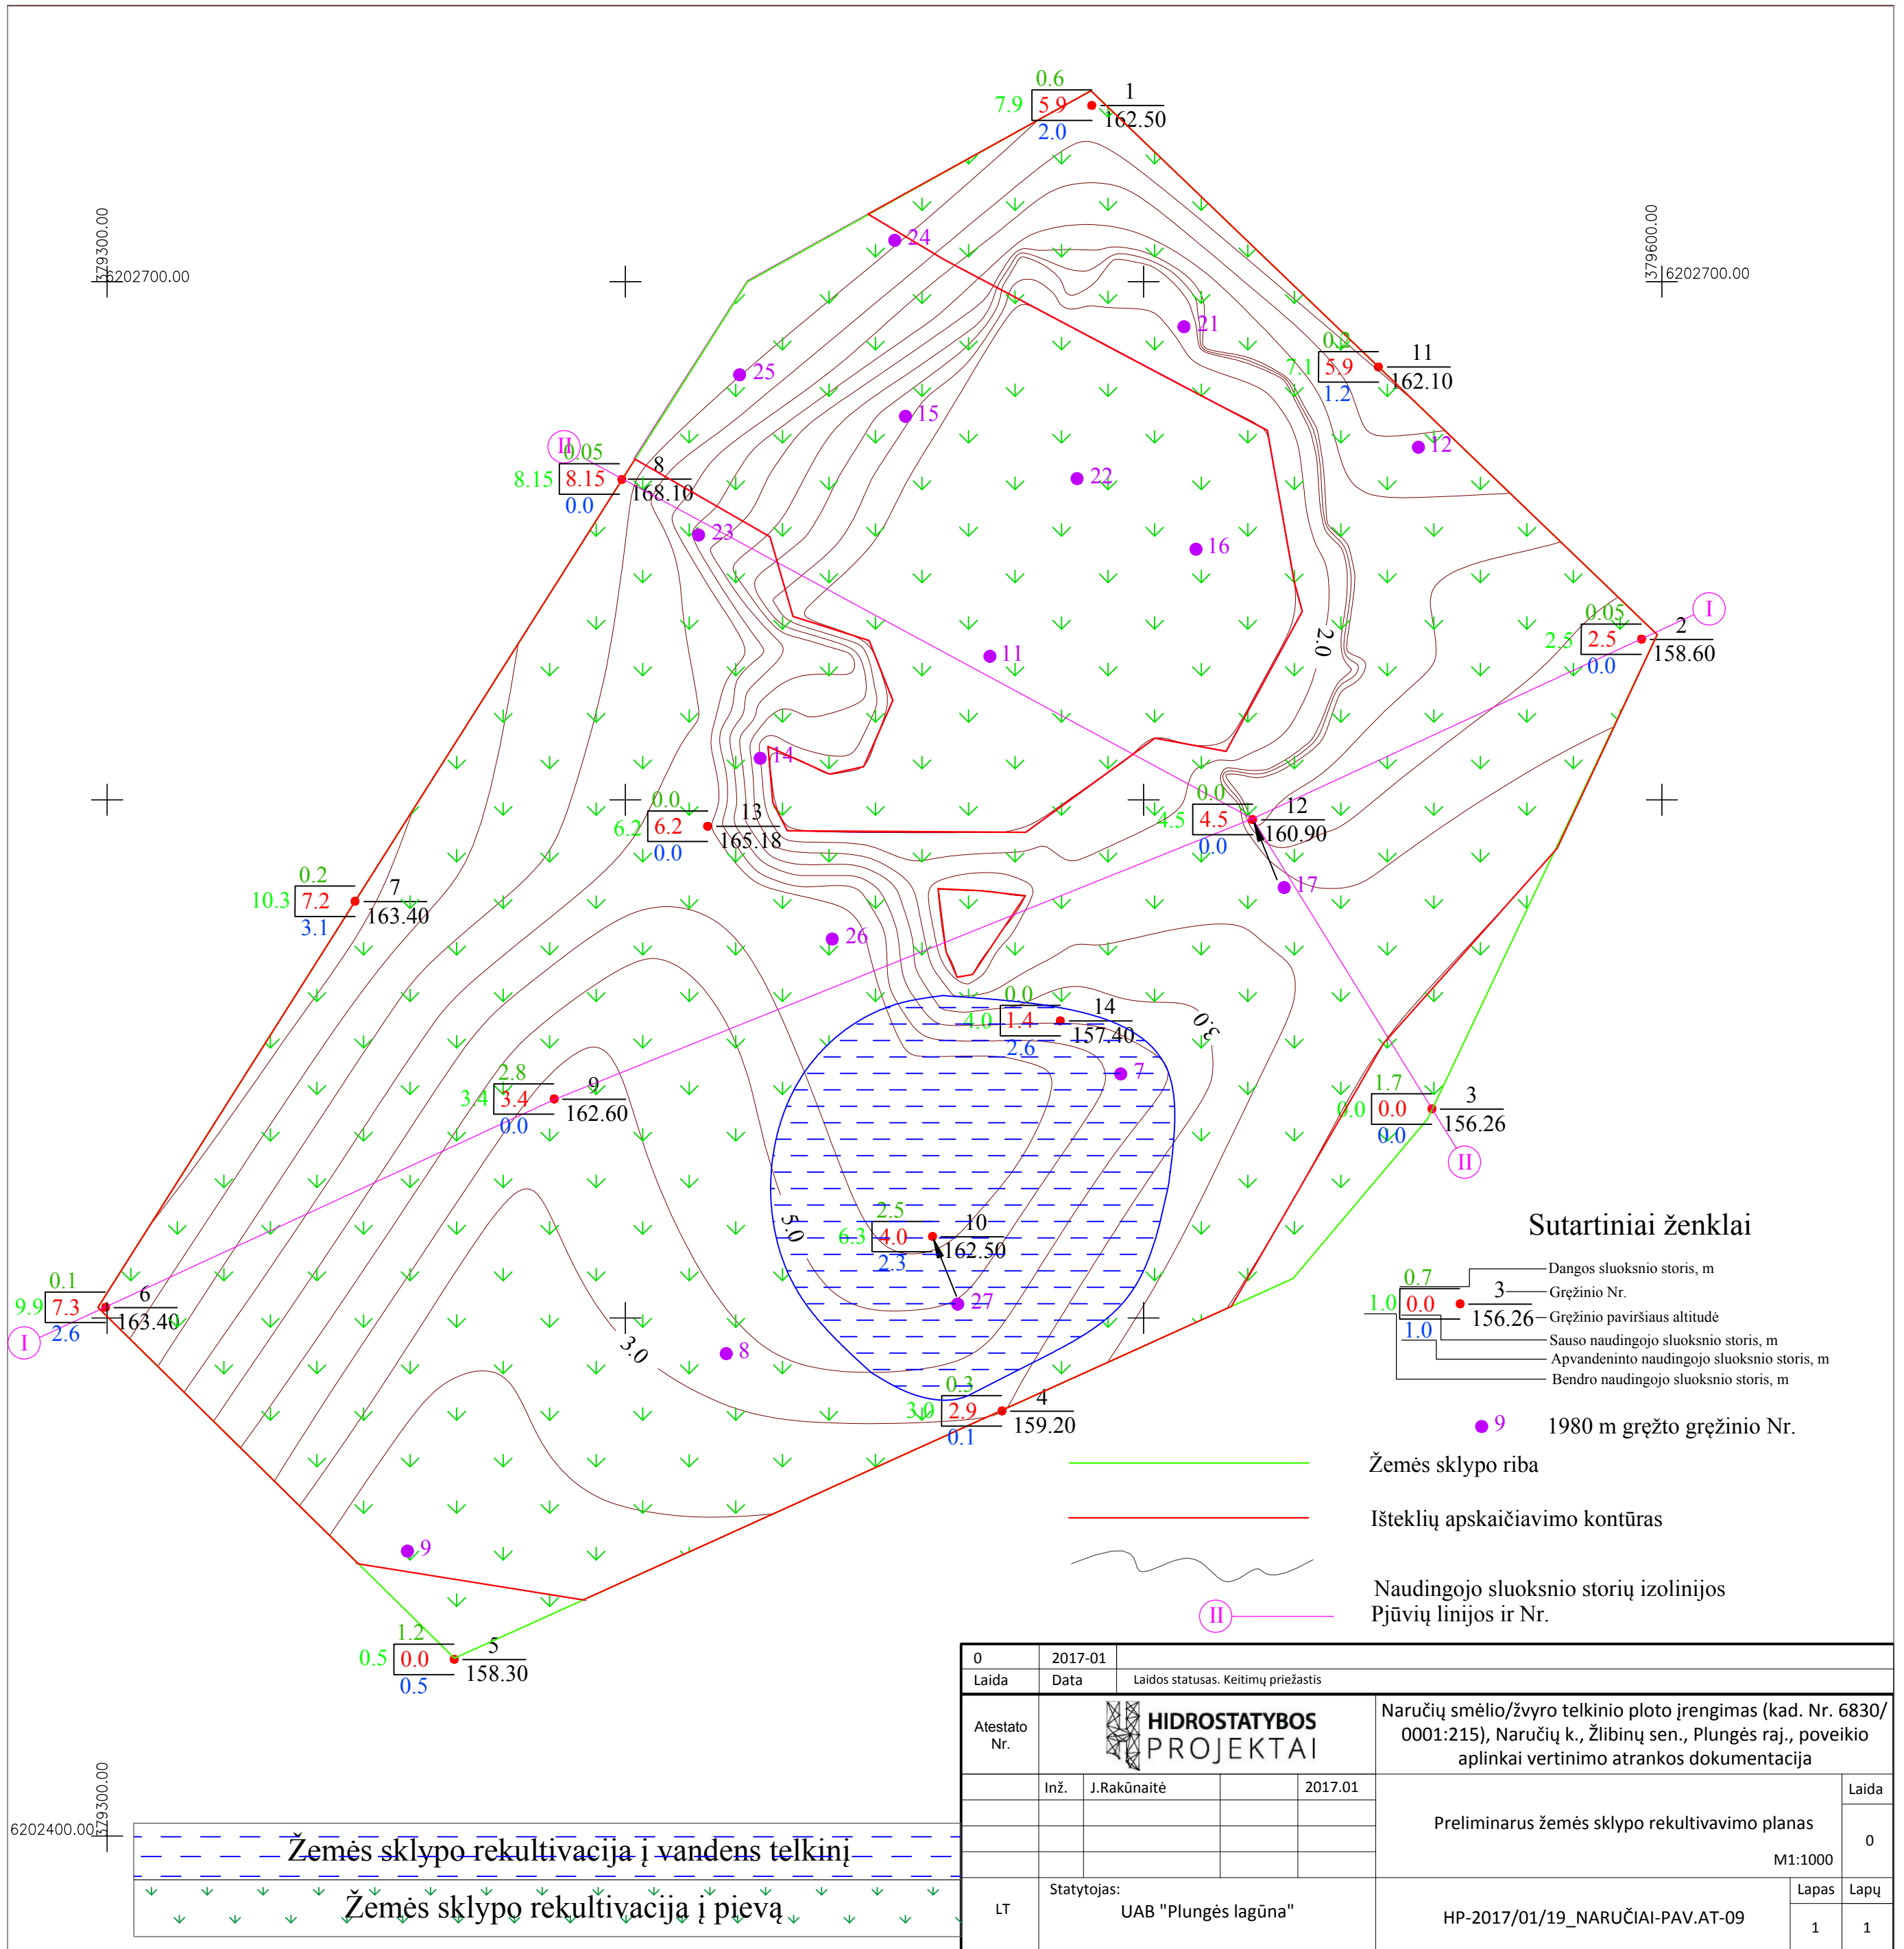 0.6
7.9 5.9 1
2.0 162.50
379300.00
6202700.00
379600.00
6202700.00
24
21
0.2
7.1 5.9 11
1.2 162.10
25
15
12
II
0.05
8.15 8.15 8
0.0 168.10
22
23
16
I
0.05
2.5 2.5 2
0.0 158.60
2.0
11
14
0.0
6.2 6.2 13
0.0 165.18
0.0
4.5 4.5 12
0.0 160.90
17
0.2
10.3 7.2 7
3.1 163.40
26
0.0
4.0 1.4 14
2.6 157.40
3.0
7
2.8
3.4 3.4 9
0.0 162.60
1.7
0.0 0.0 3
0.0 156.26
II
5.0
2.5
6.3 4.0 10
2.3 162.50
27
0.1
9.9 7.3 6
2.6 163.40
I
3.0
8
0.3
3.0 2.9 4
0.1 159.20
9
1.2
0.5 0.0 5
0.5 158.30
Sutartiniai ženklai
0.7
1.0 0.0 3
1.0 156.26
Dangos sluoksnio storis, m
Gręžinio Nr.
Gręžinio paviršiaus altitudė
Sauso naudingojo sluoksnio storis, m
Apvandeninto naudingojo sluoksnio storis, m
Bendro naudingojo sluoksnio storis, m
9 1980 m gręžto gręžinio Nr.
Žemės sklypo riba
Išteklių apskaičiavimo kontūras
Naudingojo sluoksnio storių izolinijos
II Pjūvių linijos ir Nr.
0 2017-01
Laida Data Laidos statusas. Keitimų priežastis
Atestato
Nr.
HIDROSTATYBOS
PROJEKTAI
Naručių smėlio/žvyro telkinio ploto įrengimas (kad. Nr. 6830/
0001:215), Naručių k., Žlibinų sen., Plungės raj., poveikio
aplinkai vertinimo atrankos dokumentacija
Inž. J.Rakūnaitė 2017.01
Preliminarus žemės sklypo rekultivavimo planas
M1:1000
Laida
0
LT
Statytojas:
UAB "Plungės lagūna"
HP-2017/01/19_NARUČIAI-PAV.AT-09
Lapas Lapų
1 1
379300.00
6202400.00
Žemės sklypo rekultivacija į vandens telkinį
Žemės sklypo rekultivacija į pievą